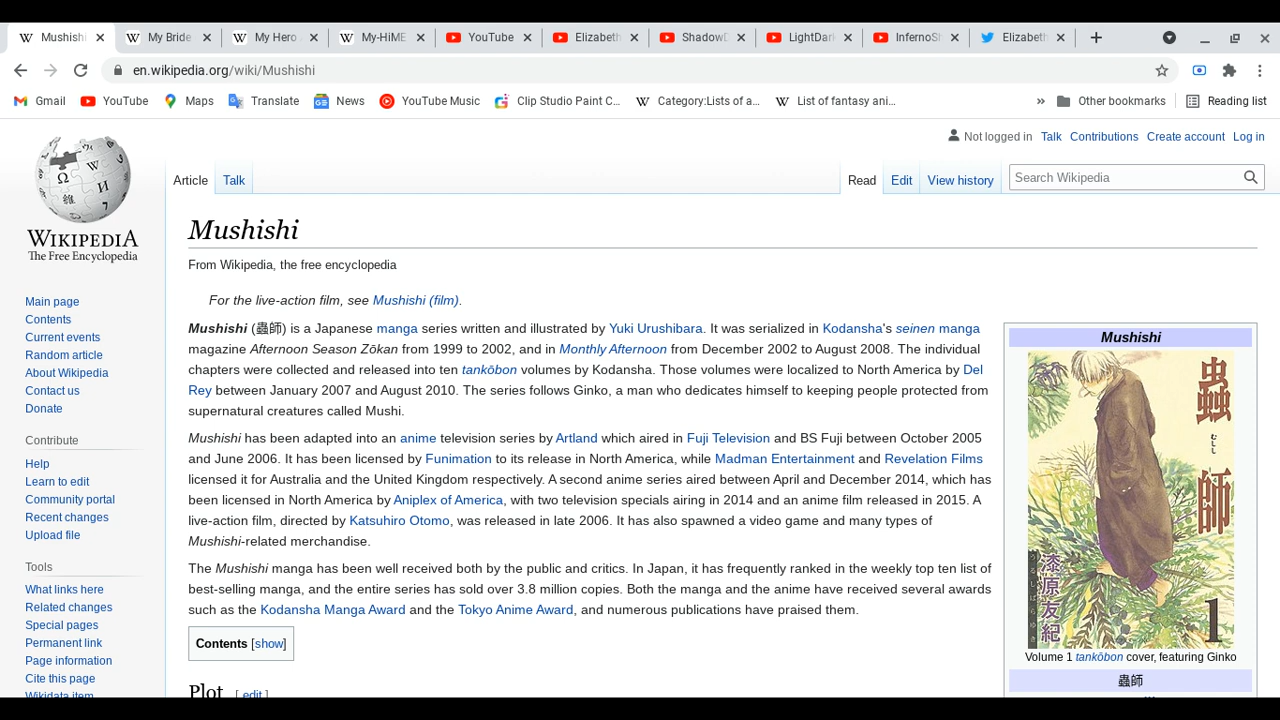 Mushishi
My Bride
My Hero
My-HiME
YouTube
Elizabeth
ShadowD
LightDark
InfernoSh
Elizabeth
en.wikipedia.org/wiki/Mushishi
Gmail
YouTube
Maps
Translate
News
YouTube Music
Clip Studio Paint C...
Category:Lists of a...
List of fantasy ani...
»
Other bookmarks
Reading list
Not logged in Talk Contributions Create account Log in
Article Talk
Read Edit View history
Search Wikipedia
WIKIPEDIA
The Free Encyclopedia
Main page
Contents
Current events
Random article
About Wikipedia
Contact us
Donate
Contribute
Help
Learn to edit
Community portal
Recent changes
Upload file
Tools
What links here
Related changes
Special pages
Permanent link
Page information
Cite this page
Wikidata item
Mushishi
From Wikipedia, the free encyclopedia
For the live-action film, see Mushishi (film).
Mushishi (蟲師) is a Japanese manga series written and illustrated by Yuki Urushibara. It was serialized in Kodansha's seinen manga
magazine Afternoon Season Zōkan from 1999 to 2002, and in Monthly Afternoon from December 2002 to August 2008. The individual
chapters were collected and released into ten tankōbon volumes by Kodansha. Those volumes were localized to North America by Del
Rey between January 2007 and August 2010. The series follows Ginko, a man who dedicates himself to keeping people protected from
supernatural creatures called Mushi.
Mushishi has been adapted into an anime television series by Artland which aired in Fuji Television and BS Fuji between October 2005
and June 2006. It has been licensed by Funimation to its release in North America, while Madman Entertainment and Revelation Films
licensed it for Australia and the United Kingdom respectively. A second anime series aired between April and December 2014, which has
been licensed in North America by Aniplex of America, with two television specials airing in 2014 and an anime film released in 2015. A
live-action film, directed by Katsuhiro Otomo, was released in late 2006. It has also spawned a video game and many types of
Mushishi-related merchandise.
The Mushishi manga has been well received both by the public and critics. In Japan, it has frequently ranked in the weekly top ten list of
best-selling manga, and the entire series has sold over 3.8 million copies. Both the manga and the anime have received several awards
such as the Kodansha Manga Award and the Tokyo Anime Award, and numerous publications have praised them.
Contents [show]
Plot [ edit ]
Mushishi
蟲師
むしし
漆原友紀
うるしばらゆき
1
Volume 1 tankōbon cover, featuring Ginko
蟲師